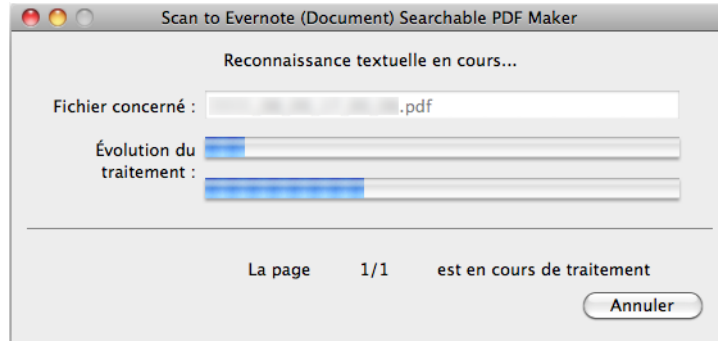 Scan to Evernote (Document) Searchable PDF Maker
Reconnaissance textuelle en cours...
Fichier concerné : .pdf
Évolution du
traitement :
La page 1/1 est en cours de traitement
Annuler